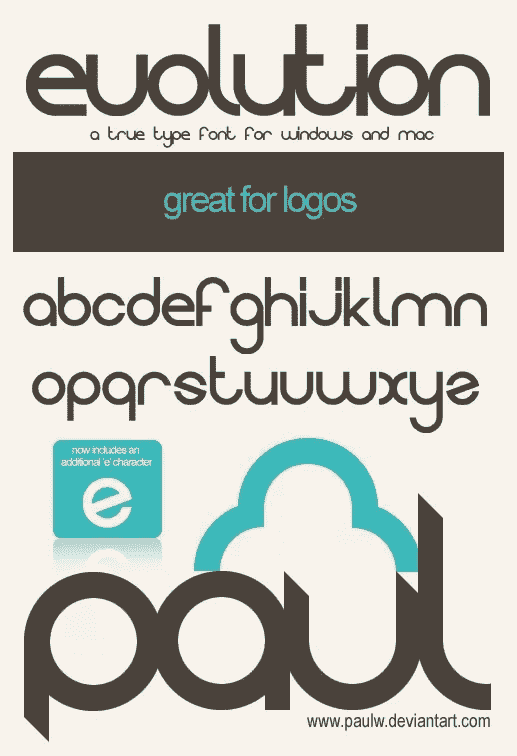 evolution
a true type font for windows and mac
great for logos
abcdefghijklmn
opqrstuvwxyz
now includes an
additional 'e' character
e
paul
www.paulw.deviantart.com